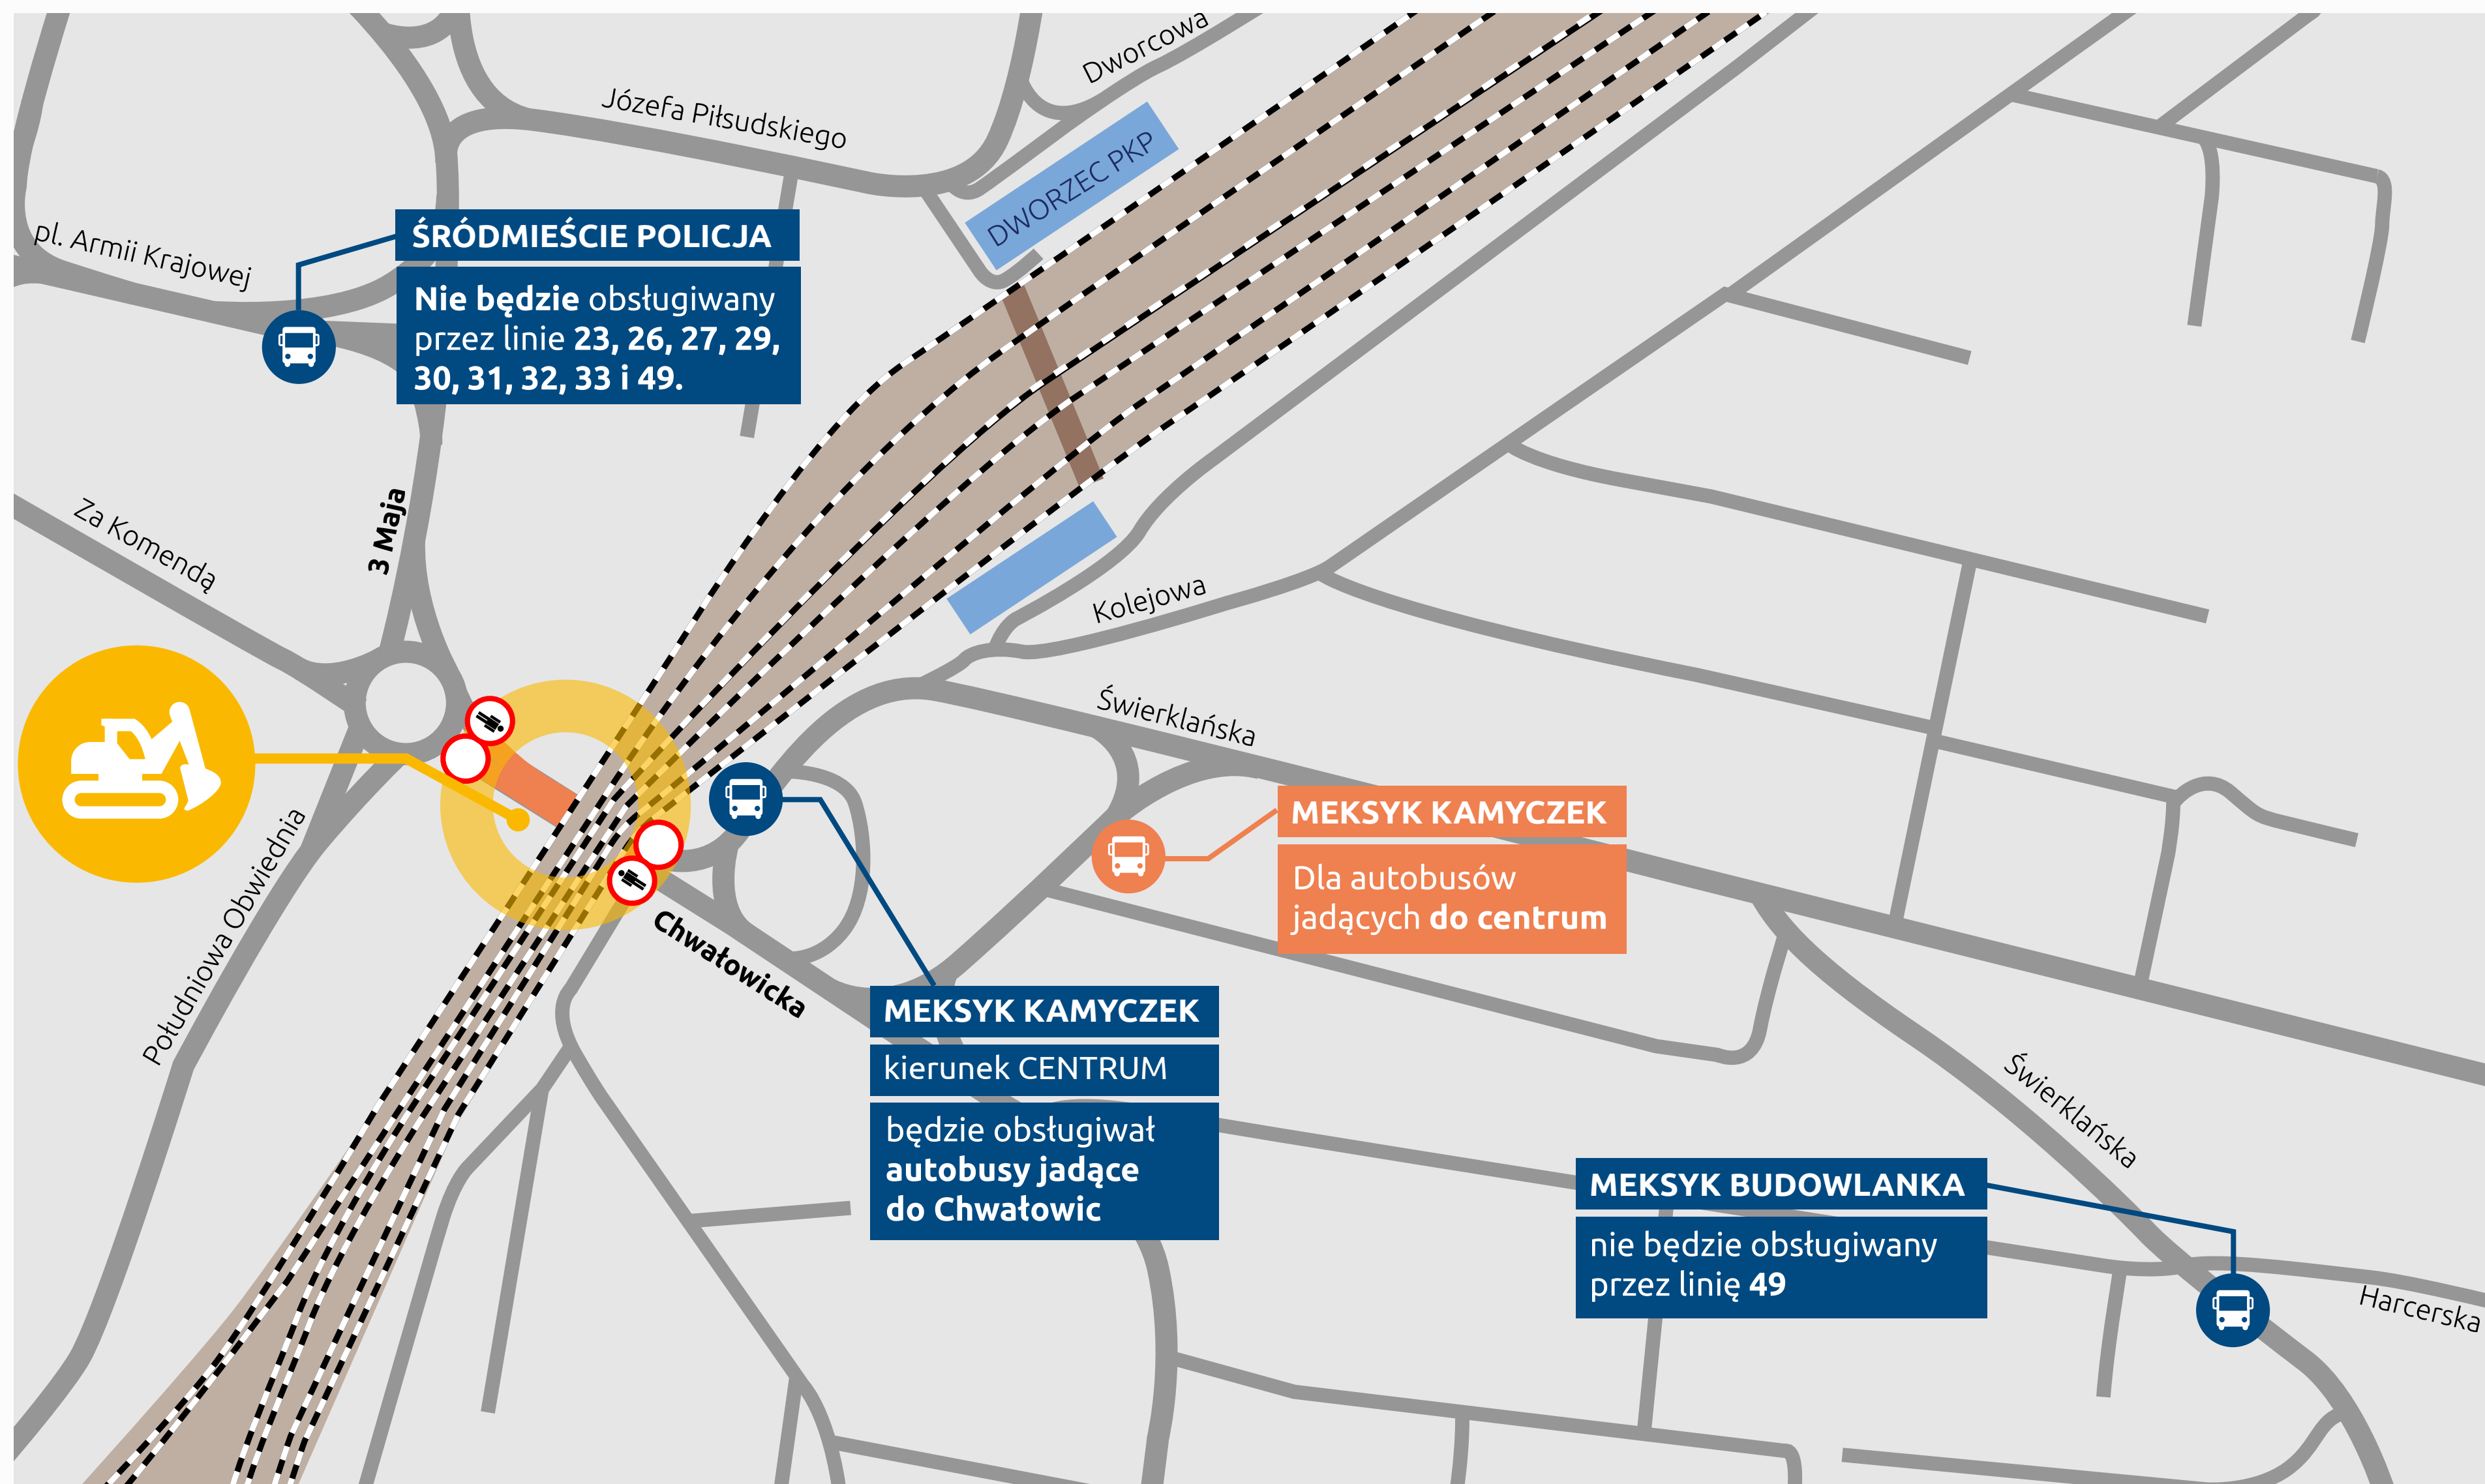 Dworcowa
Józefa Piłsudskiego
DWORZEC PKP
pl. Armii Krajowej
ŚRÓDMIEŚCIE POLICJA
Nie będzie obsługiwany
przez linie 23, 26, 27, 29,
30, 31, 32, 33 i 49.
3 Maja
Za Komendą
Kolejowa
Świerklańska
MEKSYK KAMYCZEK
Dla autobusów
jadących do centrum
Południowa Obwiednia
Chwałowicka
MEKSYK KAMYCZEK
kierunek CENTRUM
będzie obsługiwał
autobusy jadące
do Chwałowic
Świerklańska
MEKSYK BUDOWLANKA
nie będzie obsługiwany
przez linię 49
Harcerska